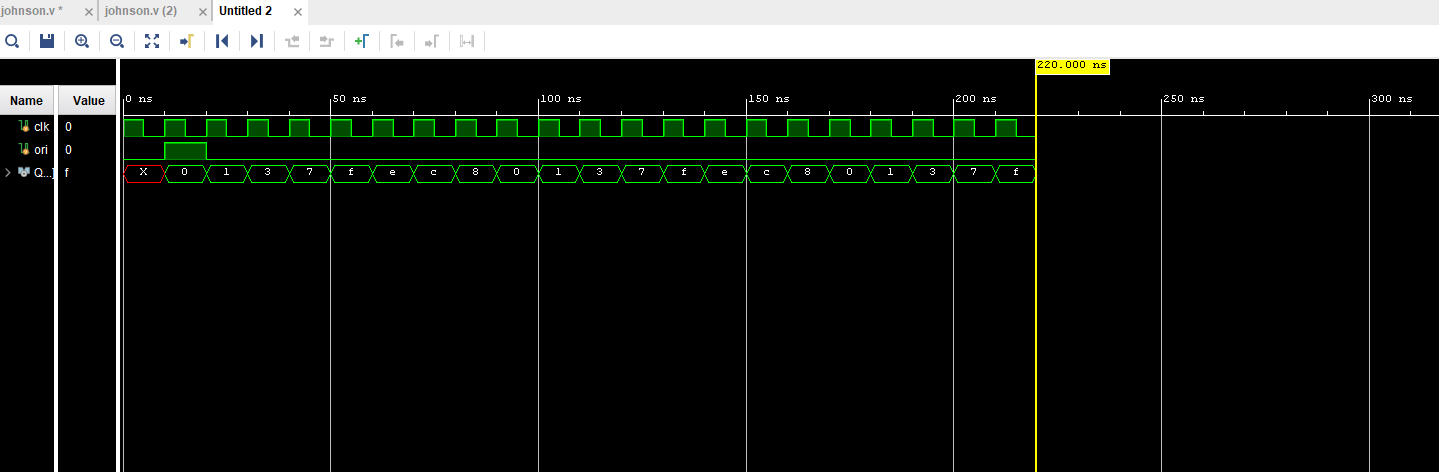 johnson.v * johnson.v (2) Untitled 2
220.000 ns
Name Value 0 ns 50 ns 100 ns 150 ns 200 ns 250 ns 300 ns
clk 0
ori 0
Q...] f X 0 1 3 7 f e c 8 0 1 3 7 f e c 8 0 1 3 7 f